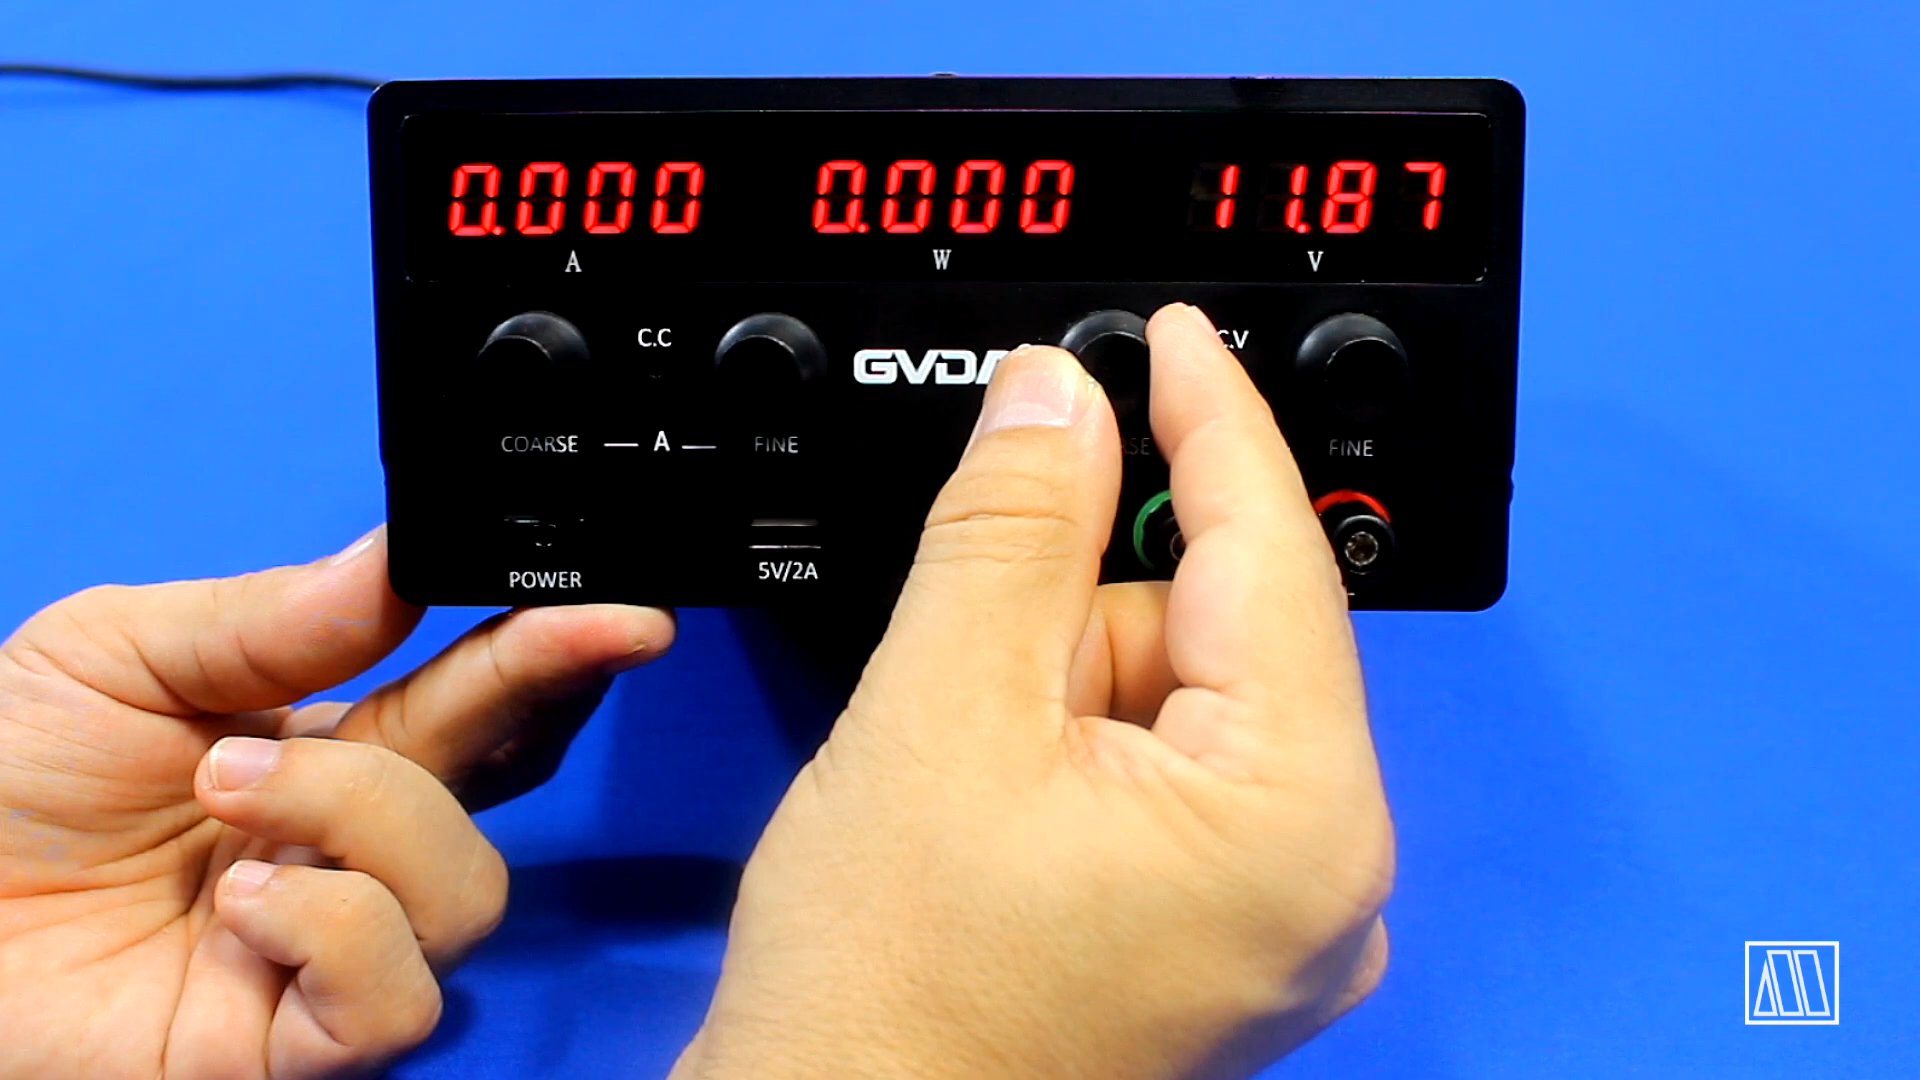 0.000 0.000 11.87
A W V
C.C C.V
GVDA
COARSE — A — FINE FINE
POWER 5V/2A